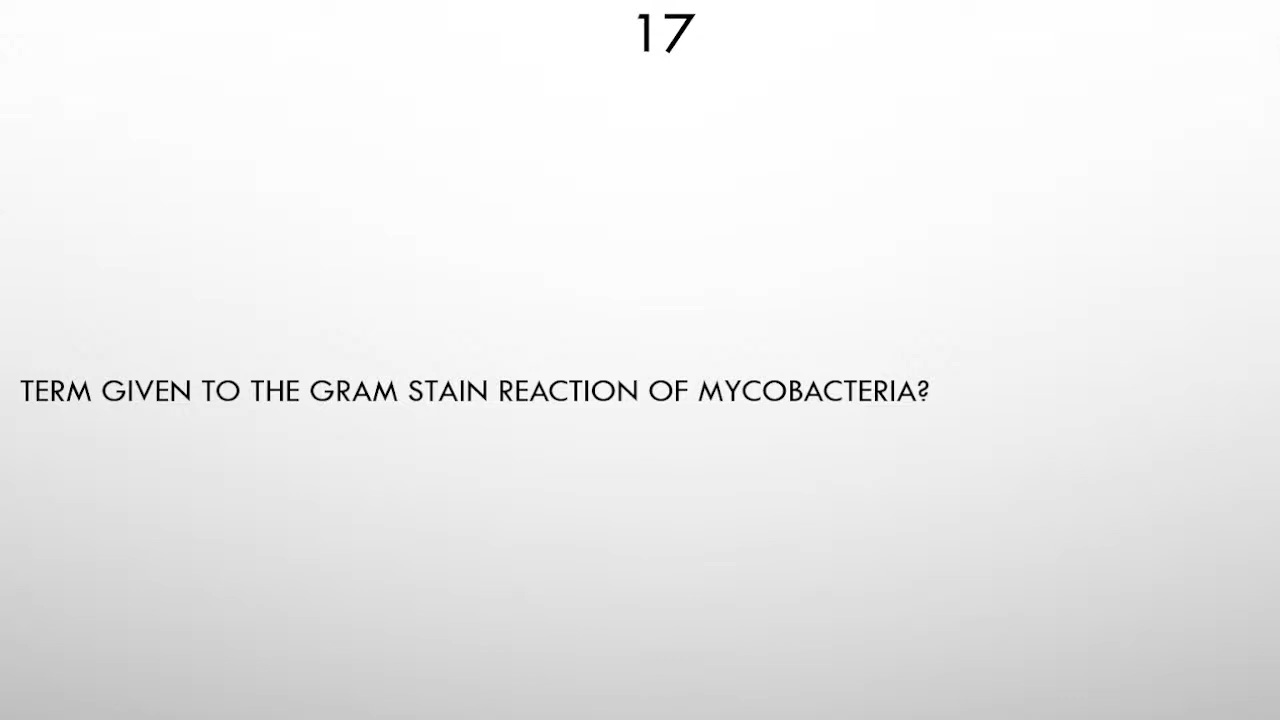 17
TERM GIVEN TO THE GRAM STAIN REACTION OF MYCOBACTERIA?